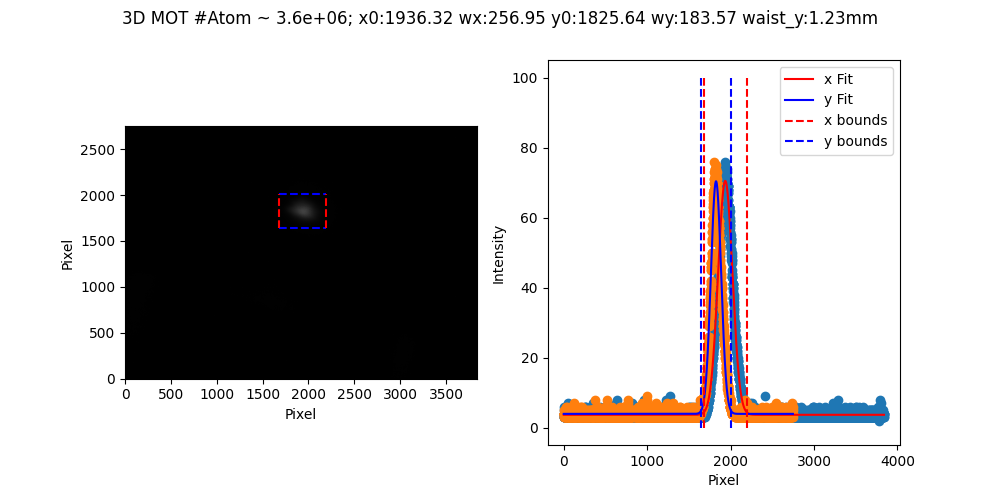 3D MOT #Atom ~ 3.6e+06; x0:1936.32 wx:256.95 y0:1825.64 wy:183.57 waist_y:1.23mm
2500
2000
1500
1000
500
0
Pixel
0 500 1000 1500 2000 2500 3000 3500
Pixel
100
80
60
40
20
0
Intensity
0 1000 2000 3000 4000
Pixel
x Fit
y Fit
x bounds
y bounds